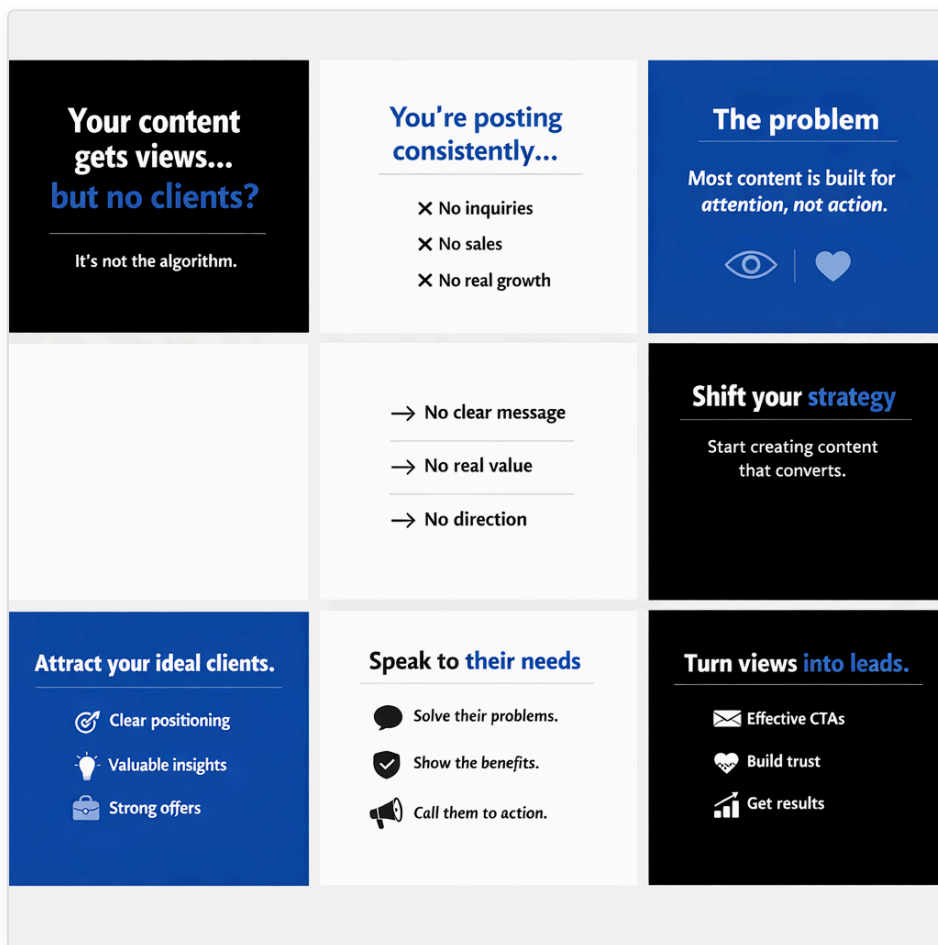 Your content
gets views...
but no clients?
It's not the algorithm.
You're posting
consistently...
✕ No inquiries
✕ No sales
✕ No real growth
The problem
Most content is built for
attention, not action.
→ No clear message
→ No real value
→ No direction
Shift your strategy
Start creating content
that converts.
Attract your ideal clients.
Clear positioning
Valuable insights
Strong offers
Speak to their needs
Solve their problems.
Show the benefits.
Call them to action.
Turn views into leads.
Effective CTAs
Build trust
Get results